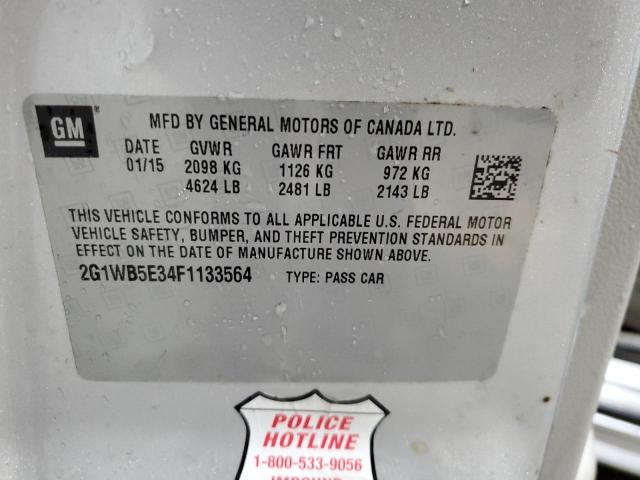 GM
®
MFD BY GENERAL MOTORS OF CANADA LTD.
DATE GVWR GAWR FRT GAWR RR
01/15 2098 KG 1126 KG 972 KG
4624 LB 2481 LB 2143 LB
THIS VEHICLE CONFORMS TO ALL APPLICABLE U.S. FEDERAL MOTOR
VEHICLE SAFETY, BUMPER, AND THEFT PREVENTION STANDARDS IN
EFFECT ON THE DATE OF MANUFACTURE SHOWN ABOVE.
2G1WB5E34F1133564 TYPE: PASS CAR
POLICE
HOTLINE
1-800-533-9056
IMPOUND